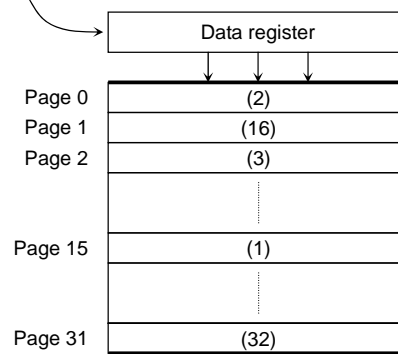 Data register
Page 0 (2)
Page 1 (16)
Page 2 (3)
Page 15 (1)
Page 31 (32)